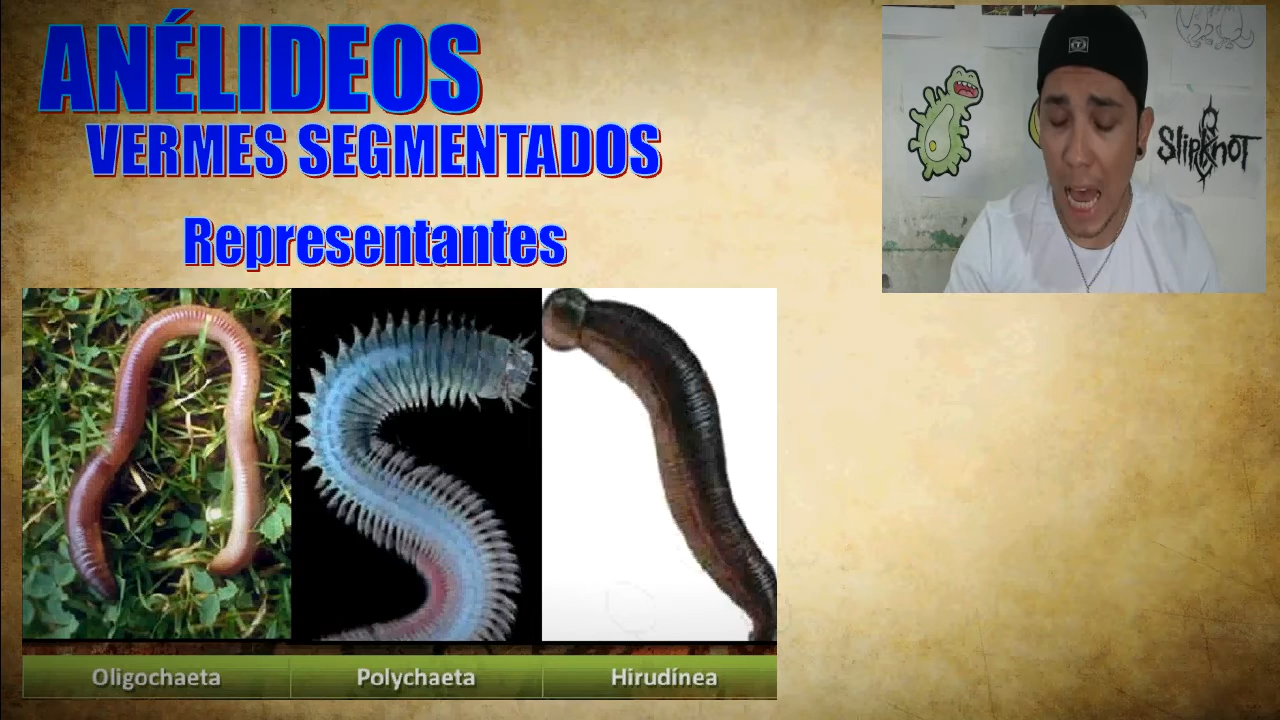 ANÉLIDEOS
VERMES SEGMENTADOS
Representantes
SlipKnoT
Oligochaeta
Polychaeta
Hirudínea